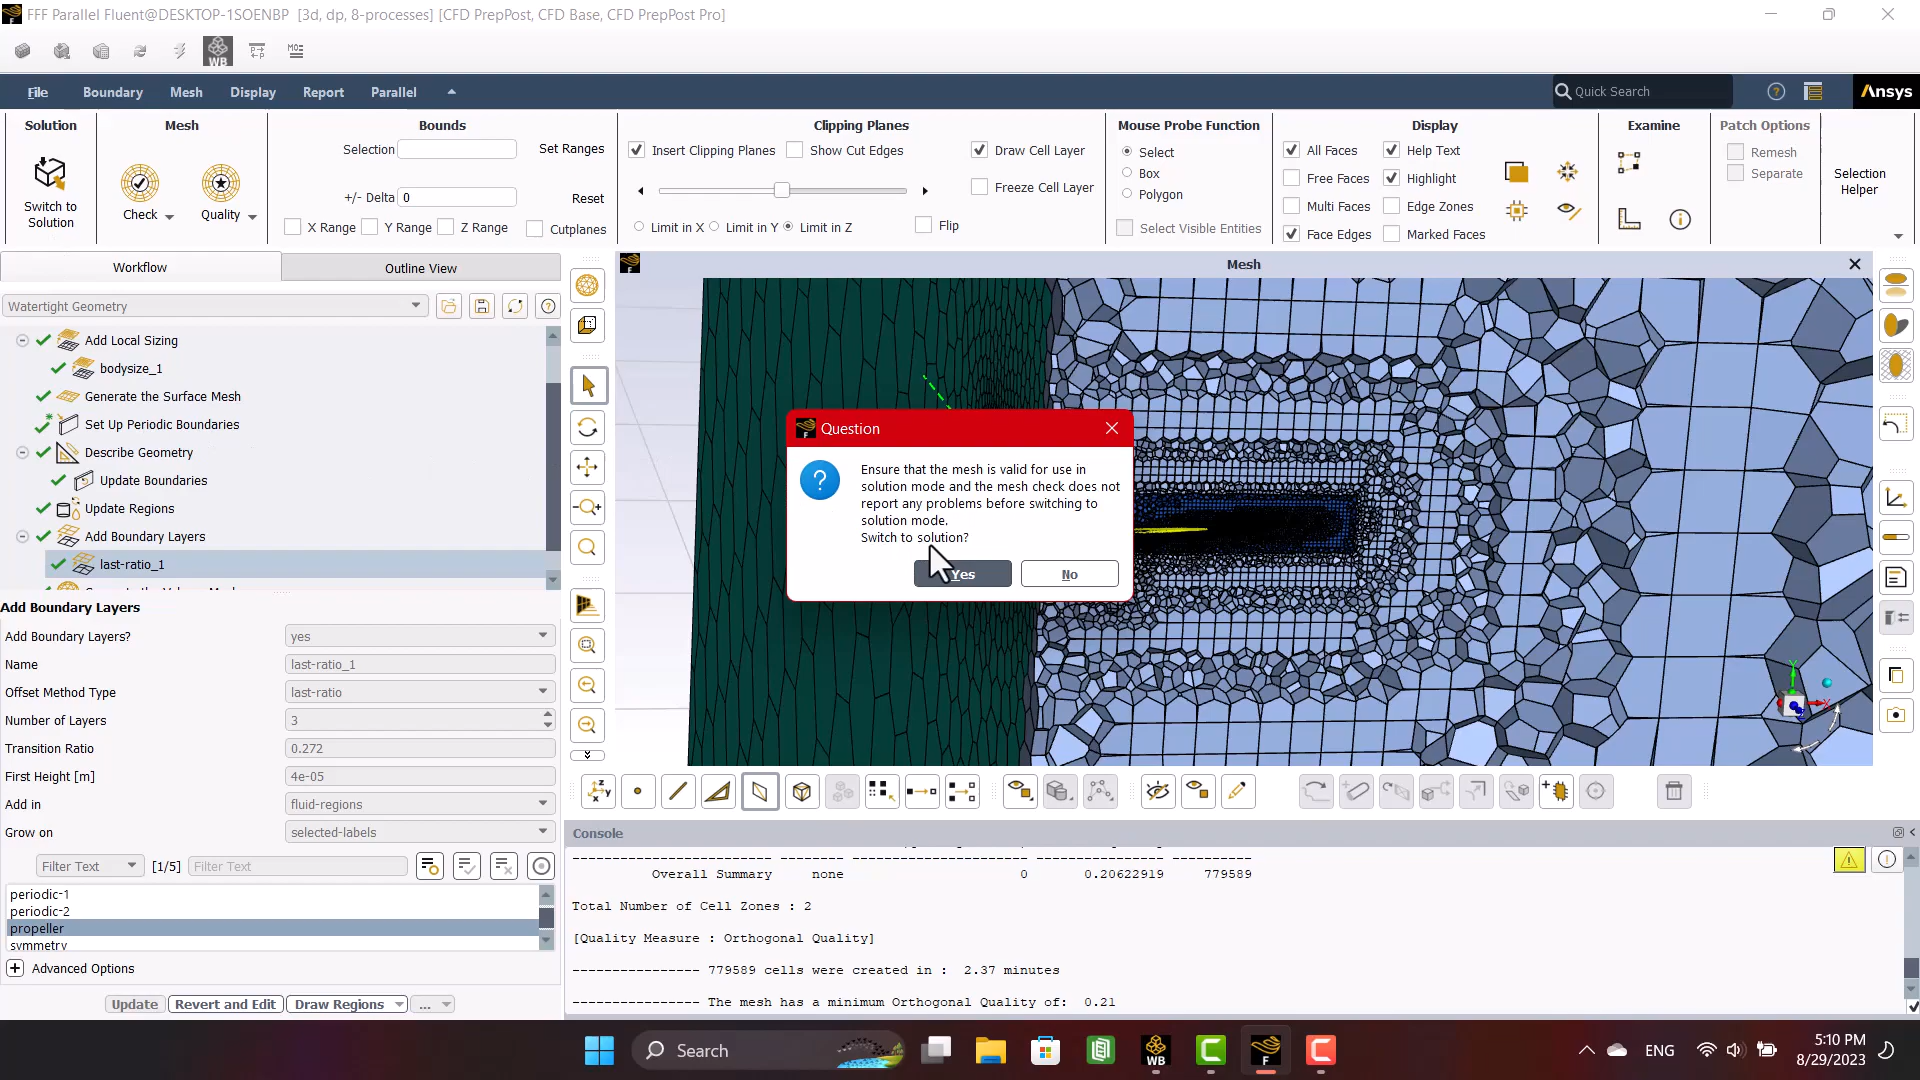 FFF Parallel Fluent@DESKTOP-1SOENBP [3d, dp, 8-processes] [CFD PrepPost, CFD Base, CFD PrepPost Pro]
WB
File Boundary Mesh Display Report Parallel
Quick Search
Ansys
Solution
Switch to
Solution
Mesh
Check
Quality
Bounds
Selection
Set Ranges
+/- Delta 0
Reset
X Range Y Range Z Range Cutplanes
Clipping Planes
Insert Clipping Planes Show Cut Edges Draw Cell Layer
Freeze Cell Layer
Limit in X Limit in Y Limit in Z Flip
Mouse Probe Function
Select
Box
Polygon
Select Visible Entities
Display
All Faces Help Text
Free Faces Highlight
Multi Faces Edge Zones
Face Edges Marked Faces
Examine
Patch Options
Remesh
Separate
Selection
Helper
Workflow Outline View
Watertight Geometry
Add Local Sizing
bodysize_1
Generate the Surface Mesh
Set Up Periodic Boundaries
Describe Geometry
Update Boundaries
Update Regions
Add Boundary Layers
last-ratio_1
Add Boundary Layers
Add Boundary Layers? yes
Name last-ratio_1
Offset Method Type last-ratio
Number of Layers 3
Transition Ratio 0.272
First Height [m] 4e-05
Add in fluid-regions
Grow on selected-labels
Filter Text [1/5] Filter Text
periodic-1
periodic-2
propeller
symmetry
Advanced Options
Update Revert and Edit Draw Regions ...
Mesh
Question
Ensure that the mesh is valid for use in
solution mode and the mesh check does not
report any problems before switching to
solution mode.
Switch to solution?
Yes No
Console
Overall Summary none 0 0.20622919 779589
Total Number of Cell Zones : 2
[Quality Measure : Orthogonal Quality]
---------------- 779589 cells were created in : 2.37 minutes
---------------- The mesh has a minimum Orthogonal Quality of: 0.21
Search
WB
ENG
5:10 PM
8/29/2023